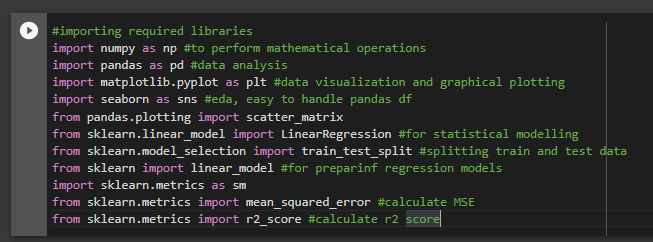 #importing required libraries
import numpy as np #to perform mathematical operations
import pandas as pd #data analysis
import matplotlib.pyplot as plt #data visualization and graphical plotting
import seaborn as sns #eda, easy to handle pandas df
from pandas.plotting import scatter_matrix
from sklearn.linear_model import LinearRegression #for statistical modelling
from sklearn.model_selection import train_test_split #splitting train and test data
from sklearn import linear_model #for preparinf regression models
import sklearn.metrics as sm
from sklearn.metrics import mean_squared_error #calculate MSE
from sklearn.metrics import r2_score #calculate r2 score